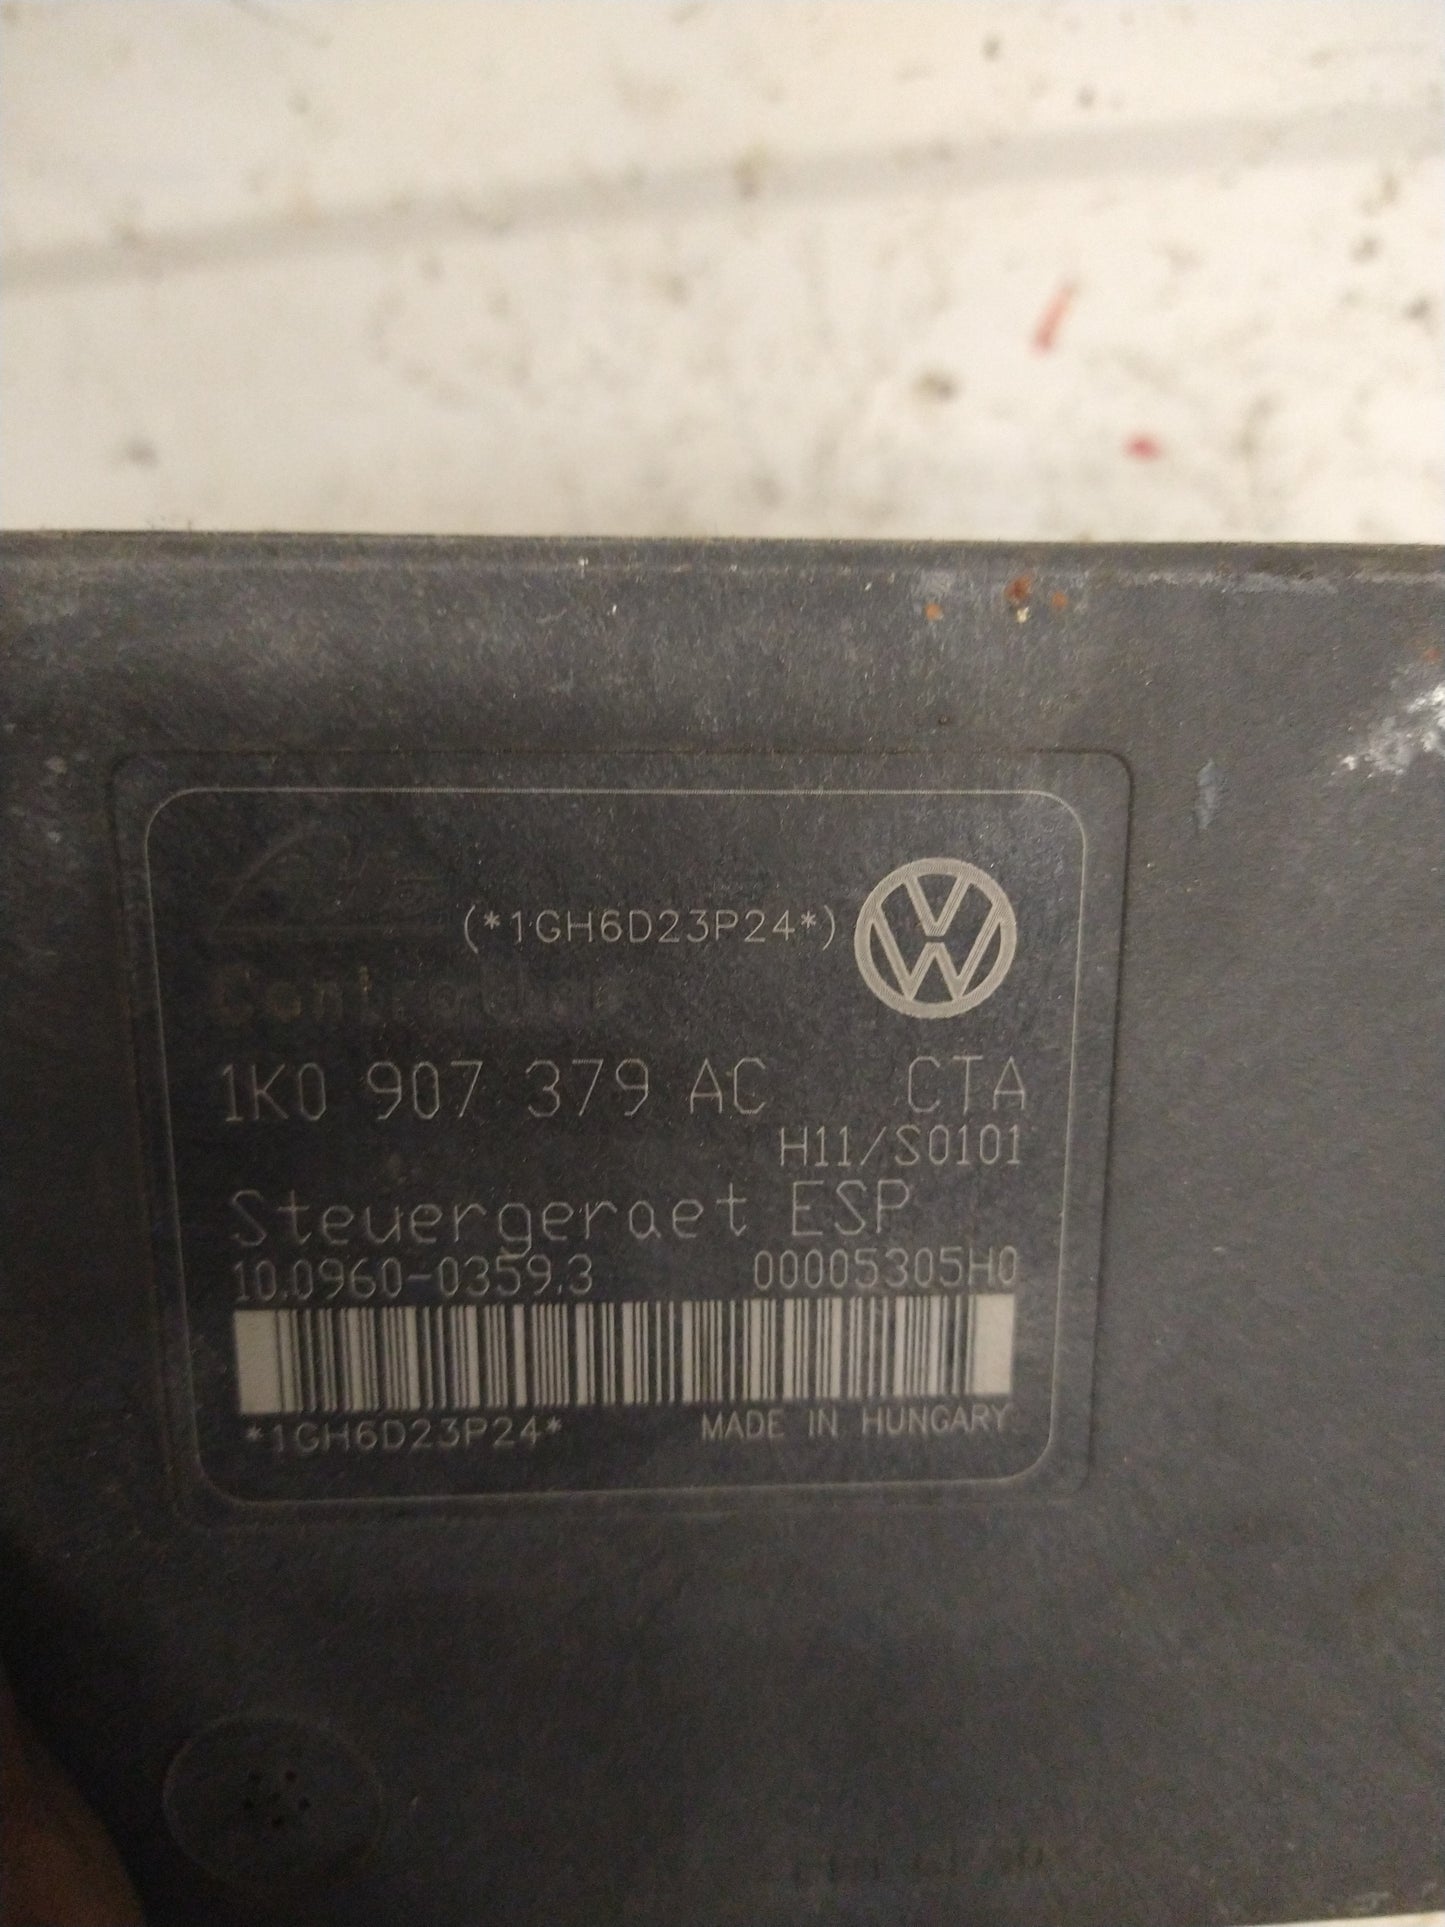 (*1GH6D23P24*)
1K0 907 379 AC CTA
H11/S0101
Steuergeraet ESP
10.0960-0359.3 00005305H0
*1GH6D23P24* MADE IN HUNGARY